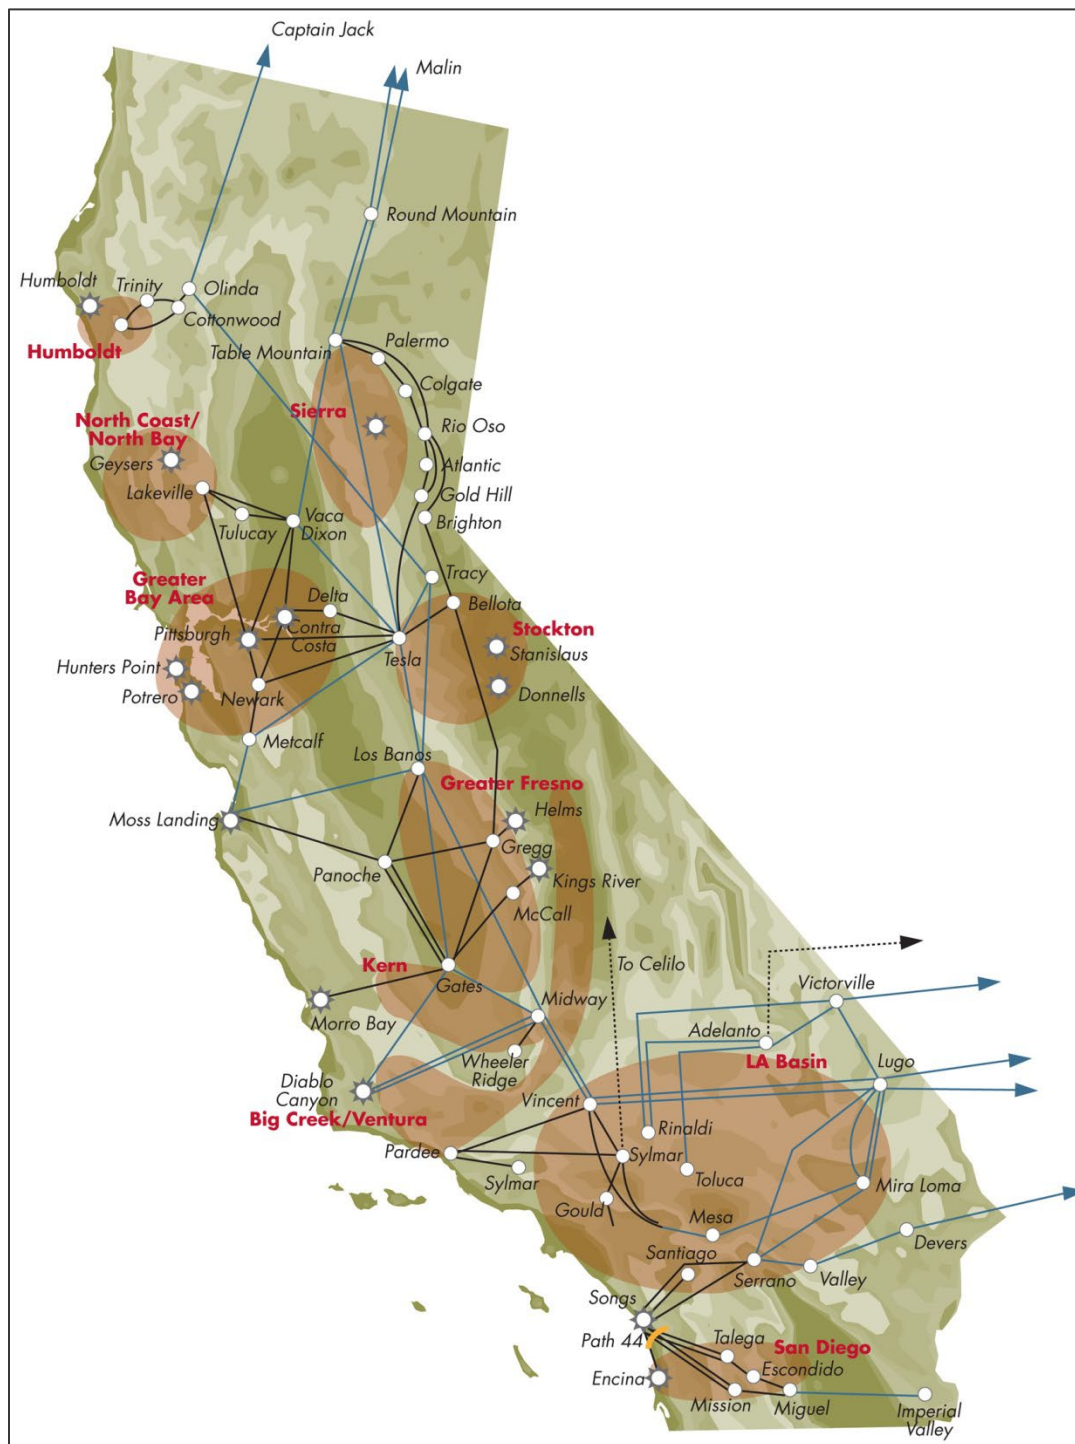 Captain Jack
Malin
Round Mountain
Humboldt
Trinity
Olinda
Cottonwood
Humboldt
Table Mountain
Palermo
Colgate
Sierra
North Coast/
North Bay
Rio Oso
Geysers
Atlantic
Lakeville
Gold Hill
Vaca
Dixon
Tulucay
Brighton
Greater
Bay Area
Tracy
Delta
Bellota
Contra
Costa
Pittsburgh
Stockton
Stanislaus
Tesla
Hunters Point
Potrero
Newark
Donnells
Metcalf
Los Banos
Greater Fresno
Moss Landing
Helms
Gregg
Panoche
Kings River
McCall
Kern
To Celilo
Gates
Victorville
Midway
Morro Bay
Adelanto
Wheeler
Ridge
LA Basin
Lugo
Diablo
Canyon
Vincent
Big Creek/Ventura
Rinaldi
Pardee
Sylmar
Sylmar
Toluca
Mira Loma
Gould
Mesa
Devers
Santiago
Serrano
Valley
Songs
Path 44
Talega
San Diego
Escondido
Encina
Mission
Miguel
Imperial
Valley